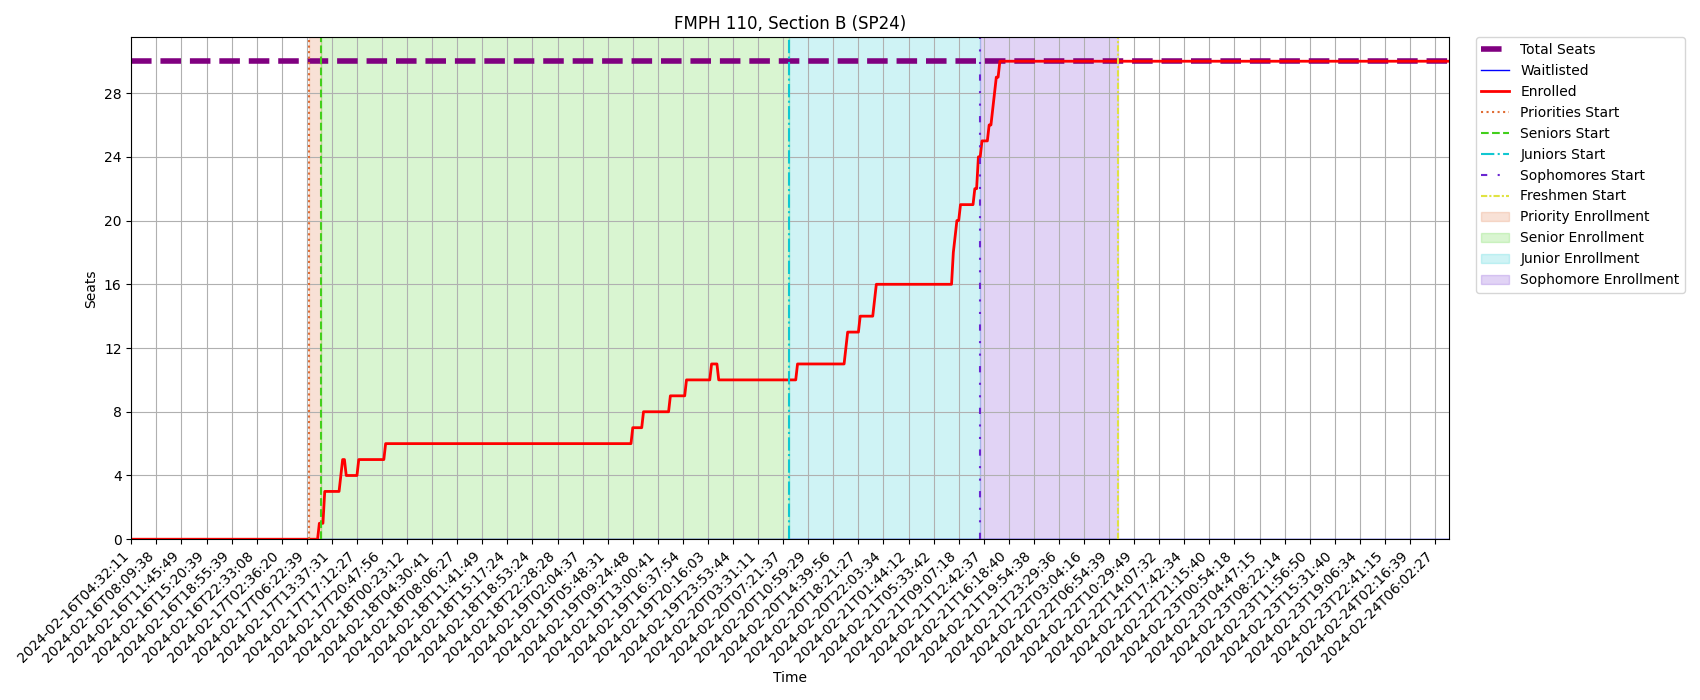 FMPH 110, Section B (SP24)
Total Seats
Waitlisted
Enrolled
Priorities Start
Seniors Start
Juniors Start
Sophomores Start
Freshmen Start
Priority Enrollment
Senior Enrollment
Junior Enrollment
Sophomore Enrollment
Seats
28
24
20
16
12
8
4
0
2024-02-16T04:32:11
2024-02-16T08:09:38
2024-02-16T11:45:49
2024-02-16T15:20:39
2024-02-16T18:55:39
2024-02-16T22:33:08
2024-02-17T02:36:20
2024-02-17T06:22:39
2024-02-17T13:37:31
2024-02-17T17:12:27
2024-02-17T20:47:56
2024-02-18T00:23:12
2024-02-18T04:30:41
2024-02-18T08:06:27
2024-02-18T11:41:49
2024-02-18T15:17:24
2024-02-18T18:53:24
2024-02-18T22:28:28
2024-02-19T02:04:37
2024-02-19T05:48:31
2024-02-19T09:24:48
2024-02-19T13:00:41
2024-02-19T16:37:54
2024-02-19T20:16:03
2024-02-19T23:53:44
2024-02-20T03:31:11
2024-02-20T07:21:37
2024-02-20T10:59:29
2024-02-20T14:39:56
2024-02-20T18:21:27
2024-02-20T22:03:34
2024-02-21T01:44:12
2024-02-21T05:33:42
2024-02-21T09:07:18
2024-02-21T12:42:37
2024-02-21T16:18:40
2024-02-21T19:54:38
2024-02-21T23:29:36
2024-02-22T03:04:16
2024-02-22T06:54:39
2024-02-22T10:29:49
2024-02-22T14:07:32
2024-02-22T17:42:34
2024-02-22T21:15:40
2024-02-23T00:54:18
2024-02-23T04:47:15
2024-02-23T08:22:14
2024-02-23T11:56:50
2024-02-23T15:31:40
2024-02-23T19:06:34
2024-02-23T22:41:15
2024-02-24T02:16:39
2024-02-24T06:02:27
Time